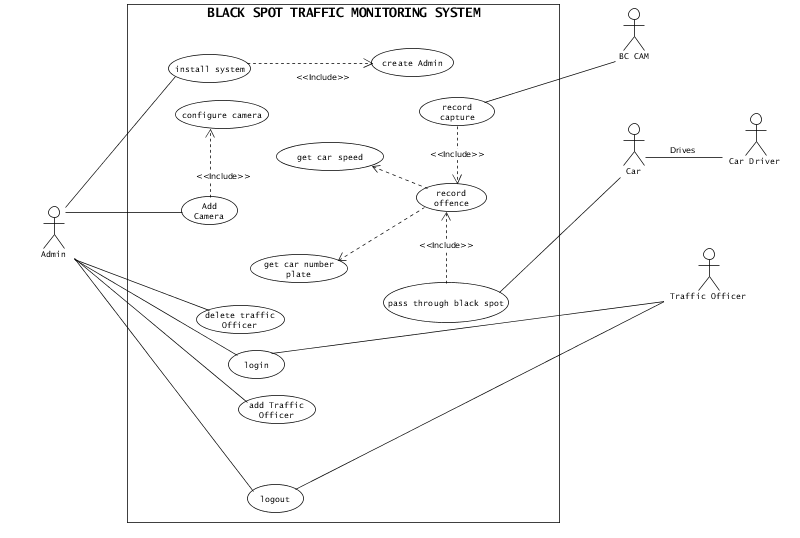 BLACK SPOT TRAFFIC MONITORING SYSTEM
BC CAM
install system
<<Include>>
create Admin
configure camera
record
capture
<<Include>>
get car speed
Car
Drives
Car Driver
<<Include>>
Add
Camera
record
offence
Admin
<<Include>>
get car number
plate
pass through black spot
Traffic Officer
delete traffic
Officer
login
add Traffic
Officer
logout